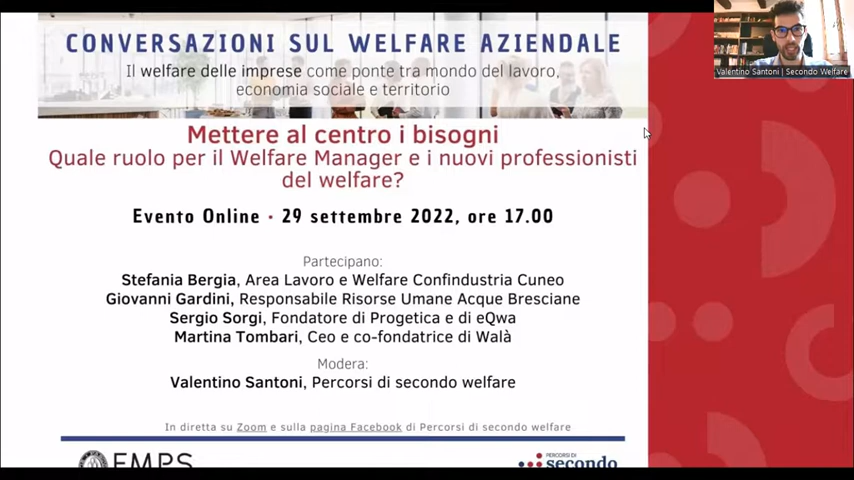 CONVERSAZIONI SUL WELFARE AZIENDALE
Il welfare delle imprese come ponte tra mondo del lavoro,
economia sociale e territorio
Valentino Santoni | Secondo Welfare
Mettere al centro i bisogni
Quale ruolo per il Welfare Manager e i nuovi professionisti
del welfare?
Evento Online • 29 settembre 2022, ore 17.00
Partecipano:
Stefania Bergia, Area Lavoro e Welfare Confindustria Cuneo
Giovanni Gardini, Responsabile Risorse Umane Acque Bresciane
Sergio Sorgi, Fondatore di Progetica e di eQwa
Martina Tombari, Ceo e co-fondatrice di Walà
Modera:
Valentino Santoni, Percorsi di secondo welfare
In diretta su Zoom e sulla pagina Facebook di Percorsi di secondo welfare
FMPS
PERCORSI DI
secondo